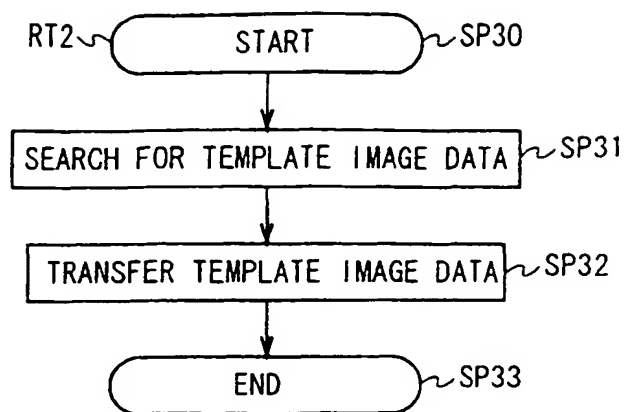 RT2 START SP30
SEARCH FOR TEMPLATE IMAGE DATA SP31
TRANSFER TEMPLATE IMAGE DATA SP32
END SP33